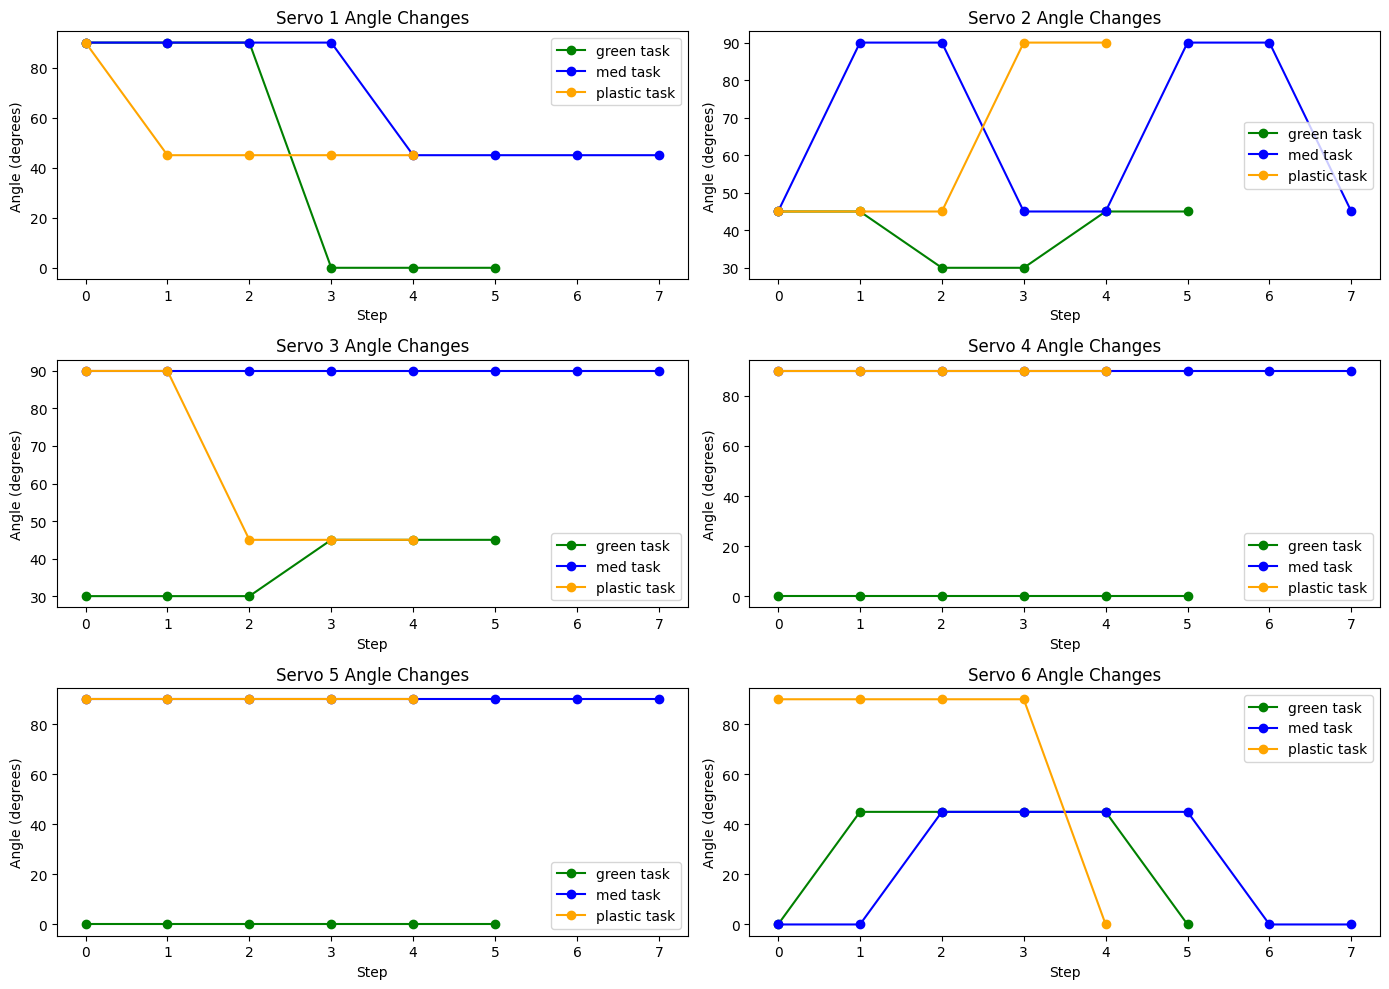 Servo 1 Angle Changes
Angle (degrees)
80
60
40
20
0
green task
med task
plastic task
0 1 2 3 4 5 6 7
Step
Servo 2 Angle Changes
Angle (degrees)
90
80
70
60
50
40
30
green task
med task
plastic task
0 1 2 3 4 5 6 7
Step
Servo 3 Angle Changes
Angle (degrees)
90
80
70
60
50
40
30
green task
med task
plastic task
0 1 2 3 4 5 6 7
Step
Servo 4 Angle Changes
Angle (degrees)
80
60
40
20
0
green task
med task
plastic task
0 1 2 3 4 5 6 7
Step
Servo 5 Angle Changes
Angle (degrees)
80
60
40
20
0
green task
med task
plastic task
0 1 2 3 4 5 6 7
Step
Servo 6 Angle Changes
Angle (degrees)
80
60
40
20
0
green task
med task
plastic task
0 1 2 3 4 5 6 7
Step